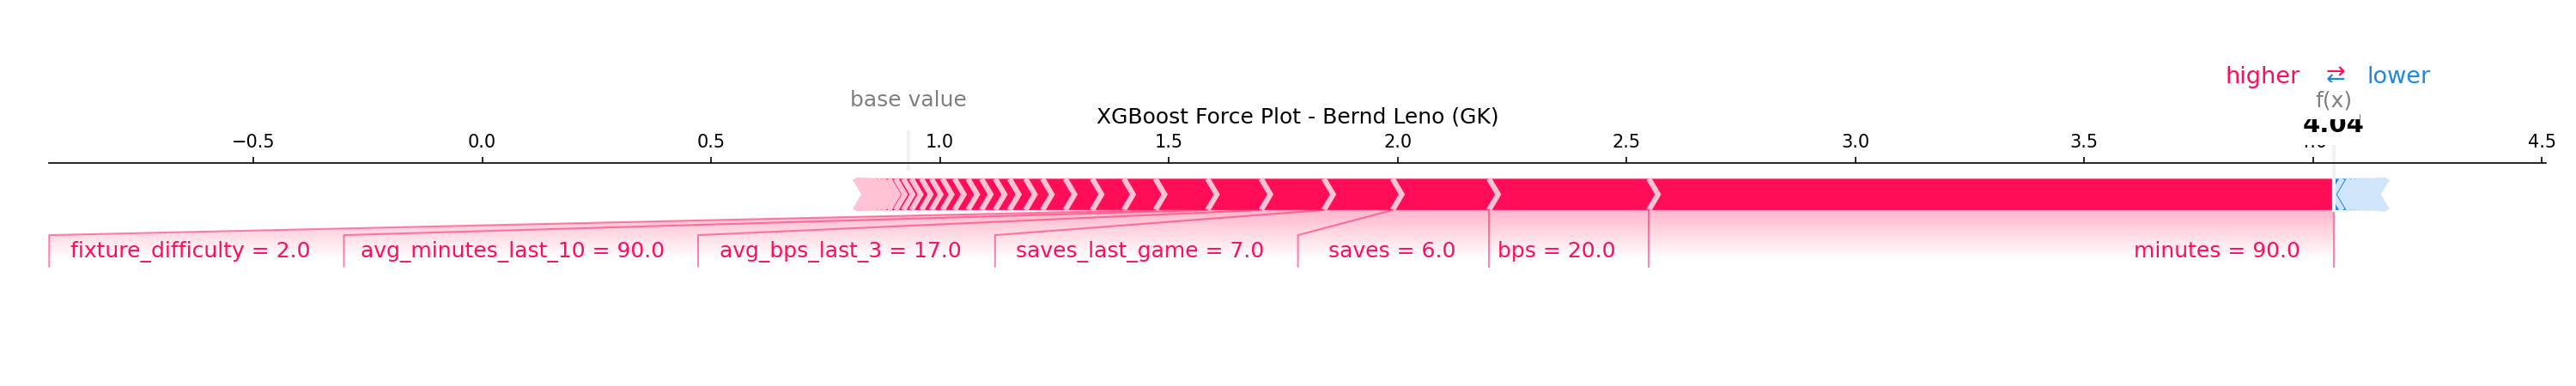 higher ⇄ lower
base value
f(x)
XGBoost Force Plot - Bernd Leno (GK)
4.04
−0.5 0.0 0.5 1.0 1.5 2.0 2.5 3.0 3.5 4.5
fixture_difficulty = 2.0 avg_minutes_last_10 = 90.0 avg_bps_last_3 = 17.0 saves_last_game = 7.0 saves = 6.0 bps = 20.0 minutes = 90.0